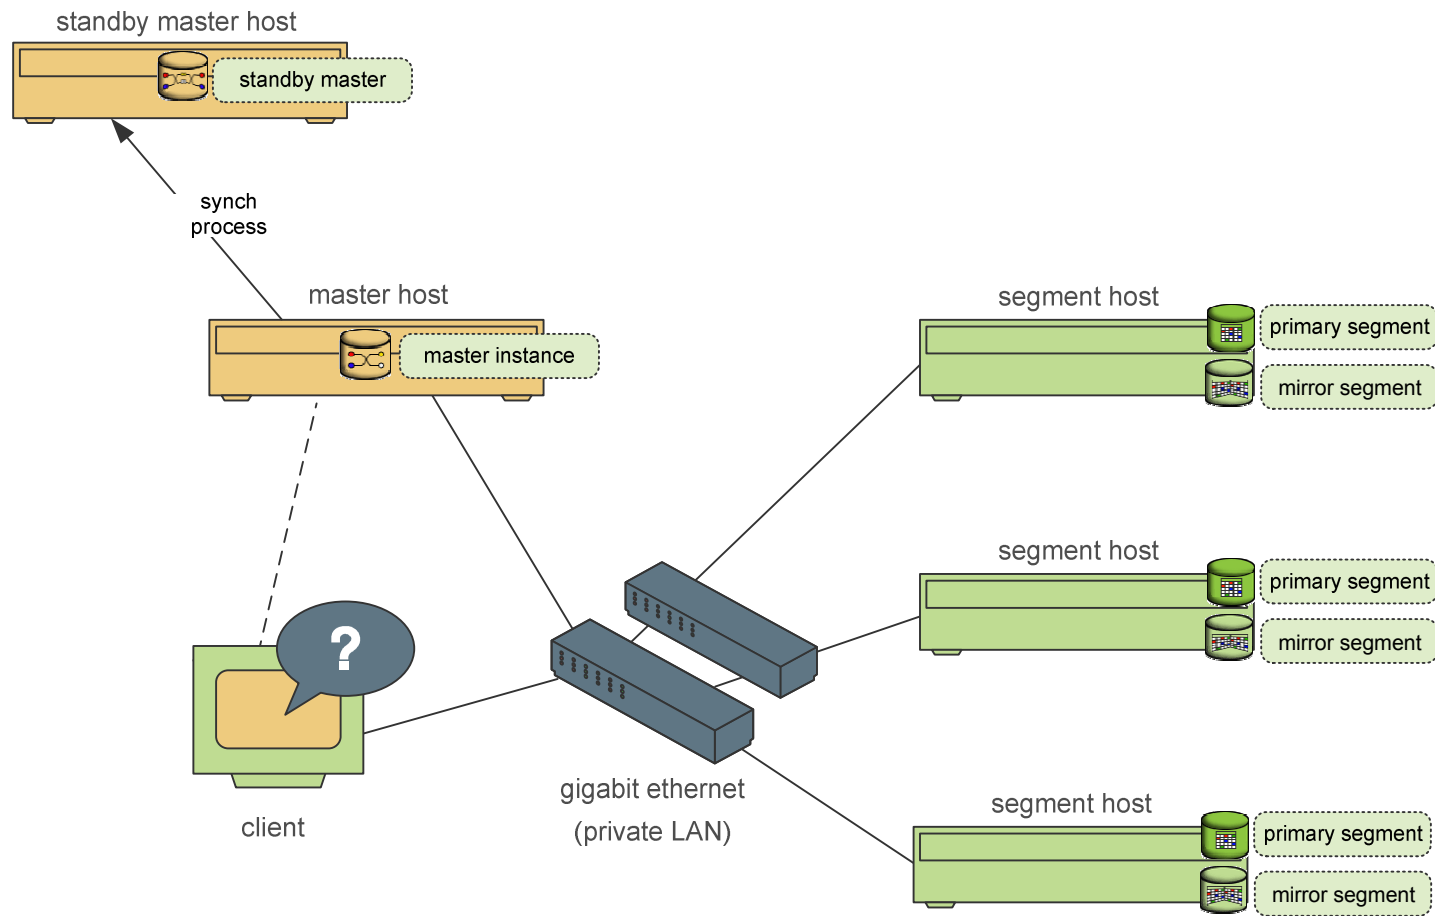 standby master host
standby master
synch
process
master host
master instance
segment host
primary segment
mirror segment
segment host
primary segment
mirror segment
?
client
gigabit ethernet
(private LAN)
segment host
primary segment
mirror segment